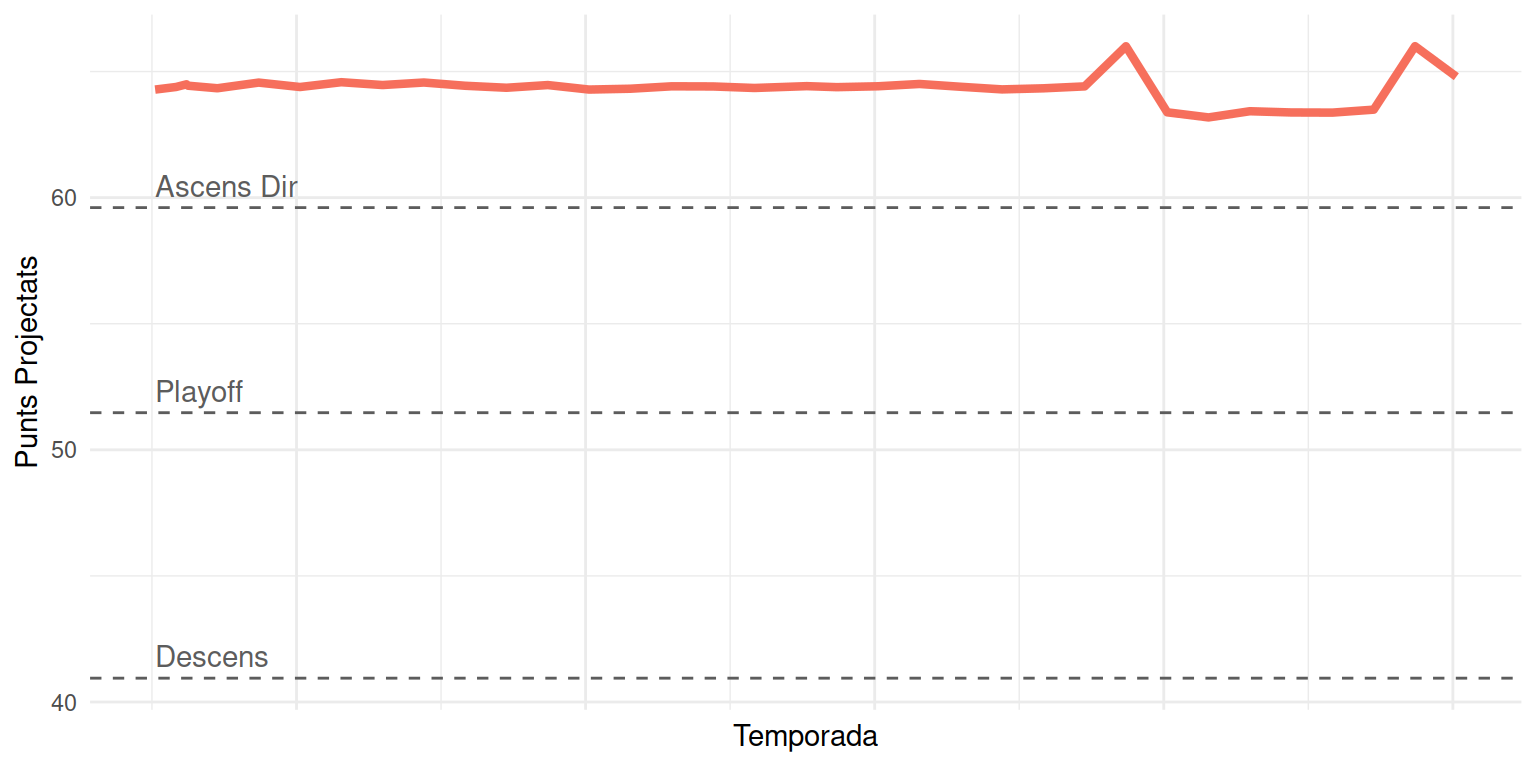 Ascens Dir
60
Playoff
50
Descens
40
Punts Projectats
Temporada